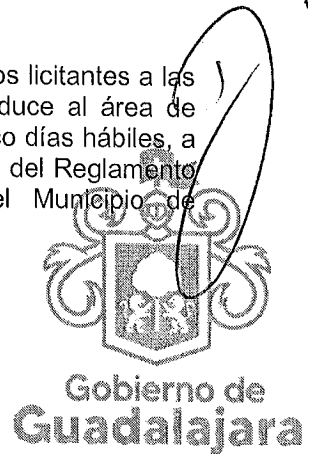 os licitantes a las
duce al área de
o días hábiles, a
del Reglamento
el Municipio de
Gobierno de
Guadalajara